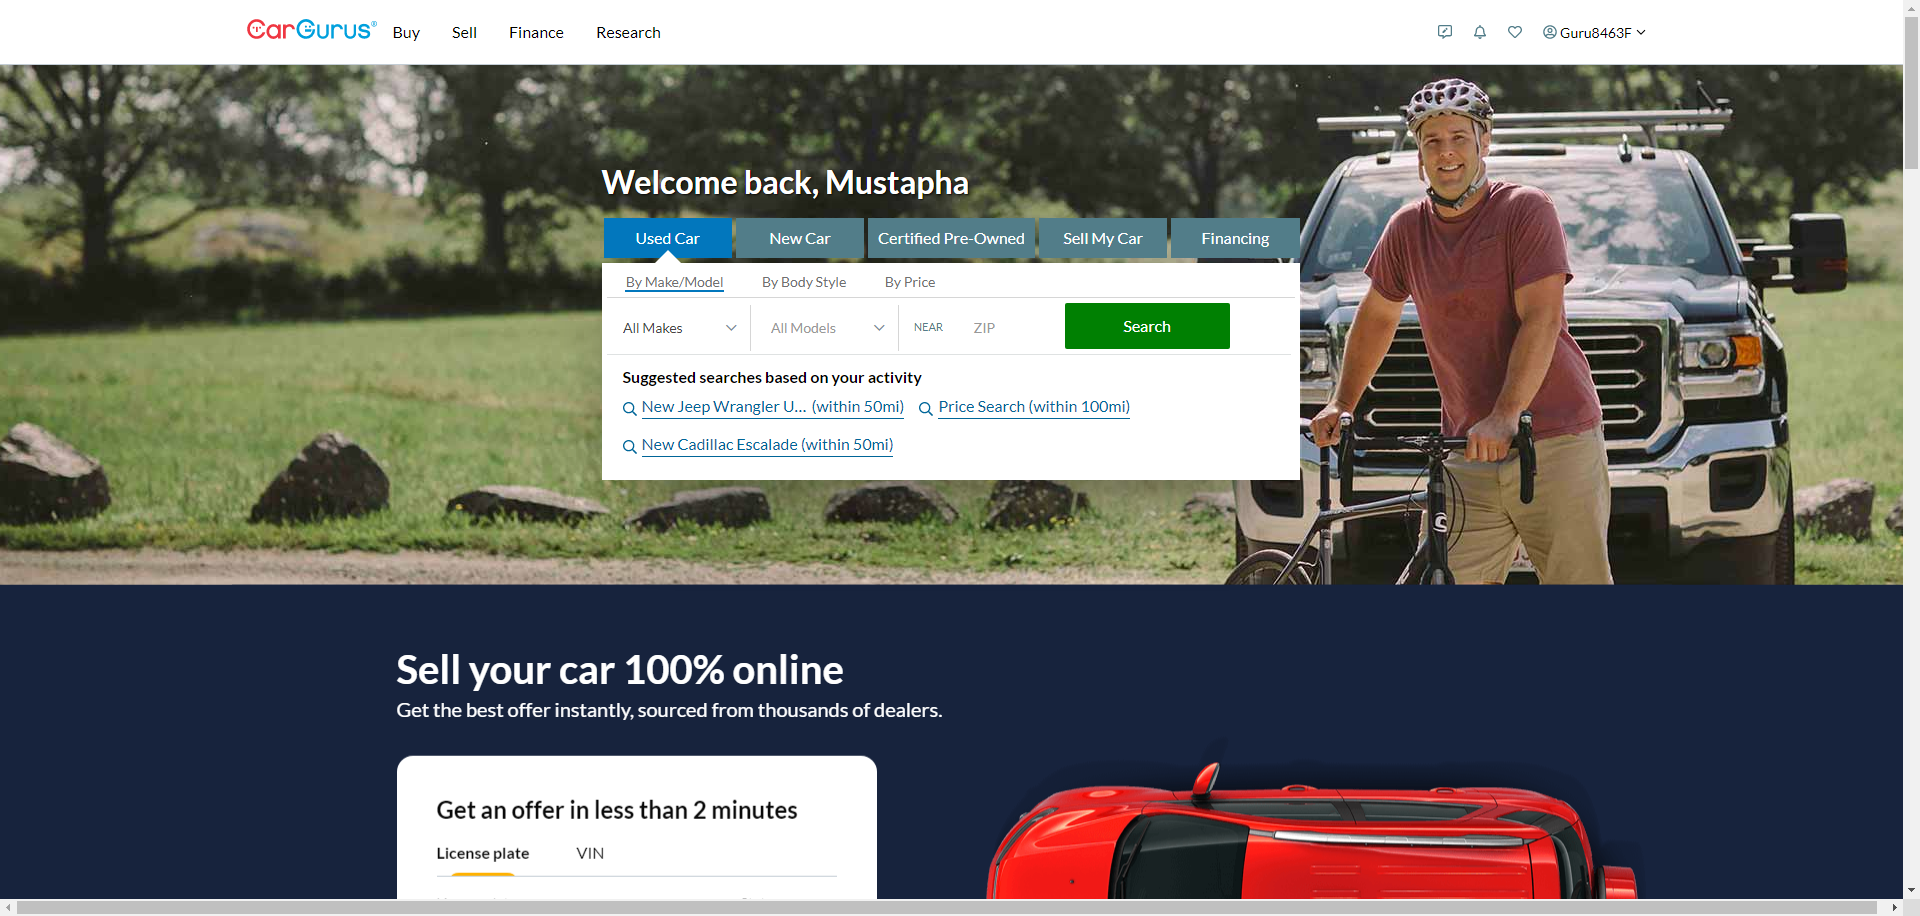 CarGurus® Buy Sell Finance Research Guru8463F
Welcome back, Mustapha
Used Car New Car Certified Pre-Owned Sell My Car Financing
By Make/Model By Body Style By Price
All Makes All Models NEAR ZIP Search
Suggested searches based on your activity
New Jeep Wrangler U... (within 50mi) Price Search (within 100mi)
New Cadillac Escalade (within 50mi)
Sell your car 100% online
Get the best offer instantly, sourced from thousands of dealers.
Get an offer in less than 2 minutes
License plate VIN